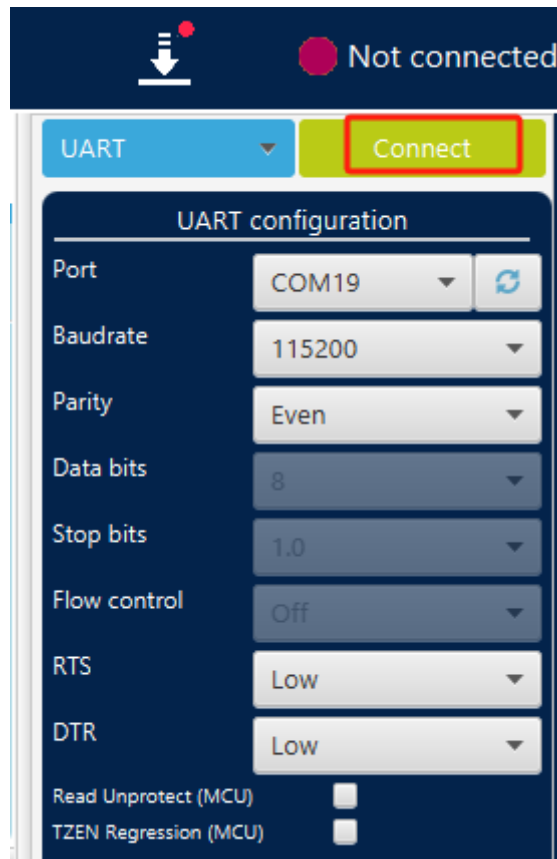 Not connected
UART Connect
UART configuration
Port COM19
Baudrate 115200
Parity Even
Data bits 8
Stop bits 1.0
Flow control Off
RTS Low
DTR Low
Read Unprotect (MCU)
TZEN Regression (MCU)